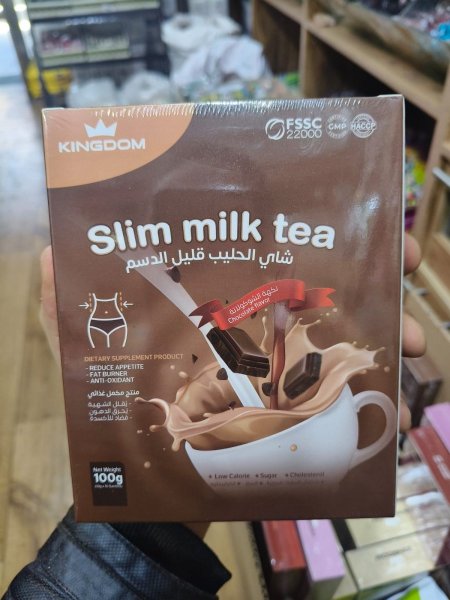 KINGDOM
FSSC
22000
GMP
HACCP
Slim milk tea
شاي الحليب قليل الدسم
نكهة الشوكولاتة
Chocolate flavor
DIETARY SUPPLEMENT PRODUCT
- REDUCE APPETITE
- FAT BURNER
- ANTI-OXIDANT
منتج مكمل غذائي
- يقلل الشهية
- يحرق الدهون
- مضاد للأكسدة
Net Weight
100g
Low Calorie
Sugar
Cholesterol